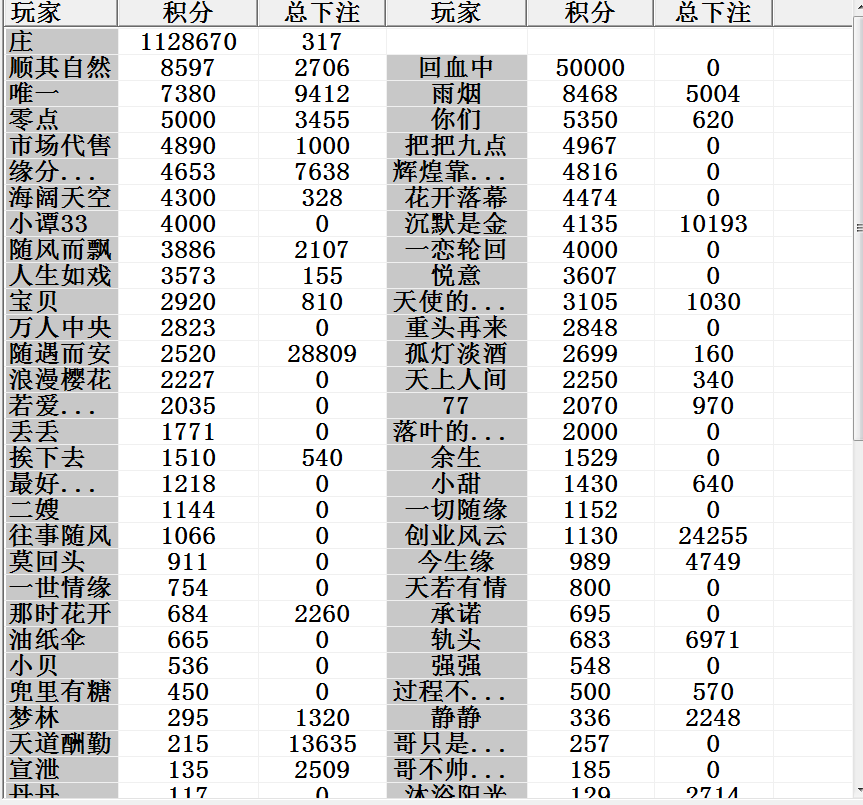 玩家 积分 总下注 玩家 积分 总下注
庄 1128670 317
顺其自然 8597 2706 回血中 50000 0
唯一 7380 9412 雨烟 8468 5004
零点 5000 3455 你们 5350 620
市场代售 4890 1000 把把九点 4967 0
缘分... 4653 7638 辉煌靠... 4816 0
海阔天空 4300 328 花开落幕 4474 0
小谭33 4000 0 沉默是金 4135 10193
随风而飘 3886 2107 一恋轮回 4000 0
人生如戏 3573 155 悦意 3607 0
宝贝 2920 810 天使的... 3105 1030
万人中央 2823 0 重头再来 2848 0
随遇而安 2520 28809 孤灯淡酒 2699 160
浪漫樱花 2227 0 天上人间 2250 340
若爱... 2035 0 77 2070 970
丢丢 1771 0 落叶的... 2000 0
挨下去 1510 540 余生 1529 0
最好... 1218 0 小甜 1430 640
二嫂 1144 0 一切随缘 1152 0
往事随风 1066 0 创业风云 1130 24255
莫回头 911 0 今生缘 989 4749
一世情缘 754 0 天若有情 800 0
那时花开 684 2260 承诺 695 0
油纸伞 665 0 轨头 683 6971
小贝 536 0 强强 548 0
兜里有糖 450 0 过程不... 500 570
梦林 295 1320 静静 336 2248
天道酬勤 215 13635 哥只是... 257 0
宣泄 135 2509 哥不帅... 185 0
丹丹 117 0 沐浴阳光 129 2714